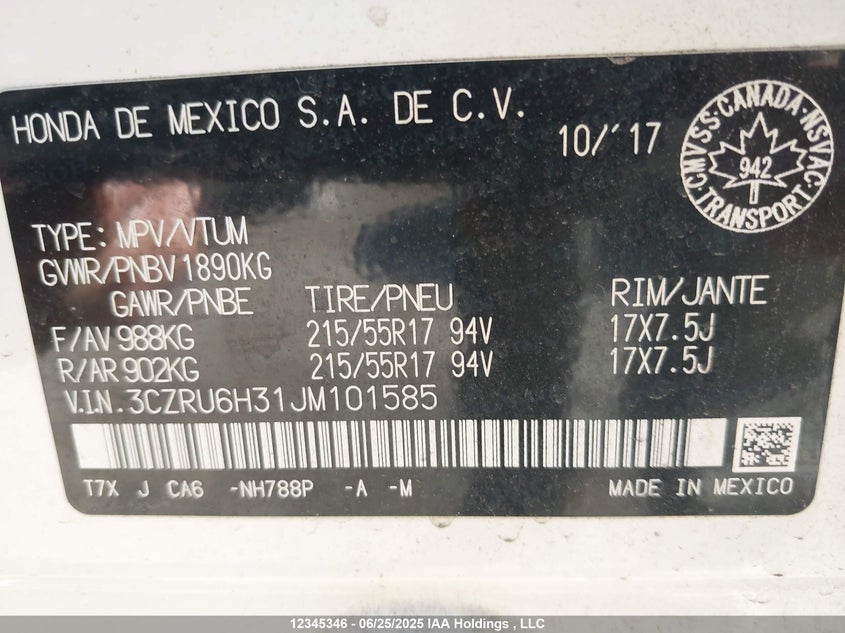 HONDA DE MEXICO S.A. DE C.V.
10/'17
CMVSS-CANADA-NSVAC-TRANSPORT
942
TYPE: MPV/VTUM
GVWR/PNBV 1890KG
GAWR/PNBE TIRE/PNEU RIM/JANTE
F/AV 988KG 215/55R17 94V 17X7.5J
R/AR 902KG 215/55R17 94V 17X7.5J
V.I.N. 3CZRU6H31JM101585
T7X J CA6 -NH788P -A -M MADE IN MEXICO
12345346 - 06/25/2025 IAA Holdings , LLC